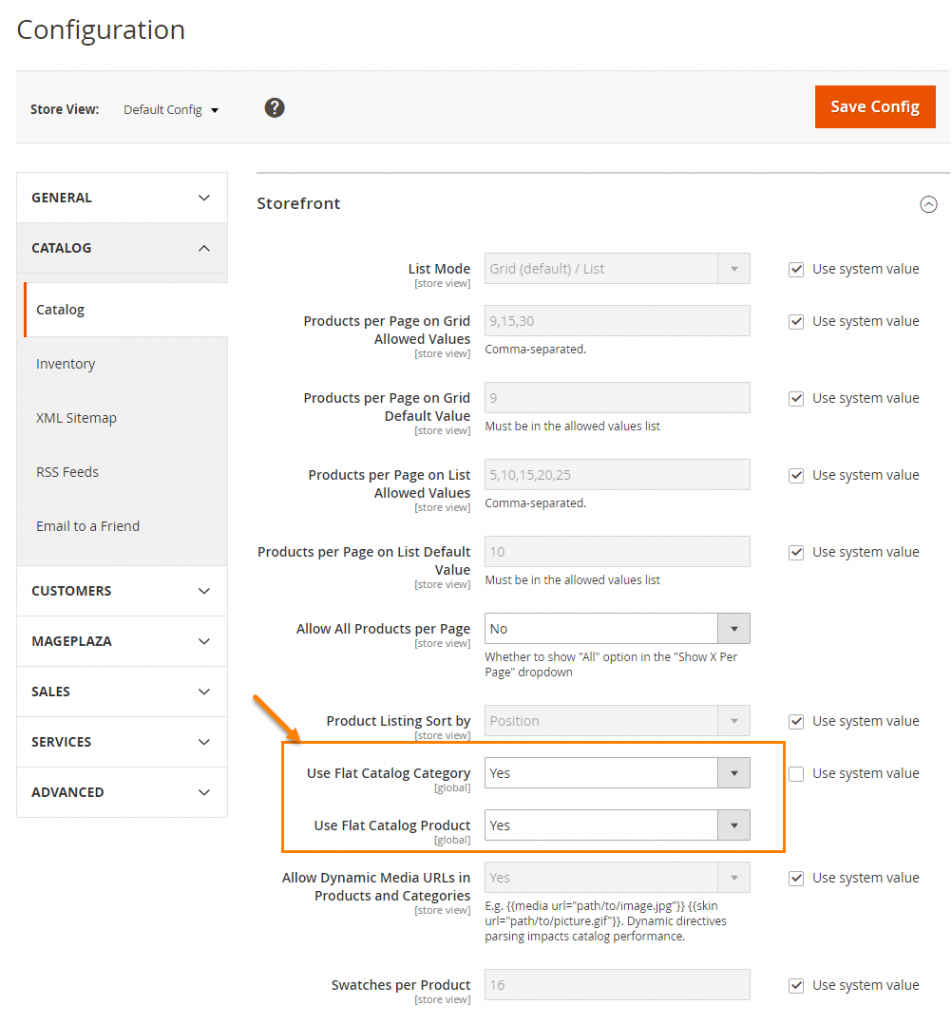 Configuration
Store View: Default Config ?
Save Config
GENERAL
CATALOG
Catalog
Inventory
XML Sitemap
RSS Feeds
Email to a Friend
CUSTOMERS
MAGEPLAZA
SALES
SERVICES
ADVANCED
Storefront
List Mode
[store view]
Grid (default) / List
Use system value
Products per Page on Grid
Allowed Values
[store view]
9,15,30
Comma-separated.
Use system value
Products per Page on Grid
Default Value
[store view]
9
Must be in the allowed values list
Use system value
Products per Page on List
Allowed Values
[store view]
5,10,15,20,25
Comma-separated.
Use system value
Products per Page on List Default
Value
[store view]
10
Must be in the allowed values list
Use system value
Allow All Products per Page
[store view]
No
Whether to show "All" option in the "Show X Per
Page" dropdown
Product Listing Sort by
[store view]
Position
Use system value
Use Flat Catalog Category
[global]
Yes
Use system value
Use Flat Catalog Product
[global]
Yes
Allow Dynamic Media URLs in
Products and Categories
[store view]
Yes
E.g. {{media url="path/to/image.jpg"}} {{skin
url="path/to/picture.gif"}}. Dynamic directives
parsing impacts catalog performance.
Use system value
Swatches per Product
[store view]
16
Use system value